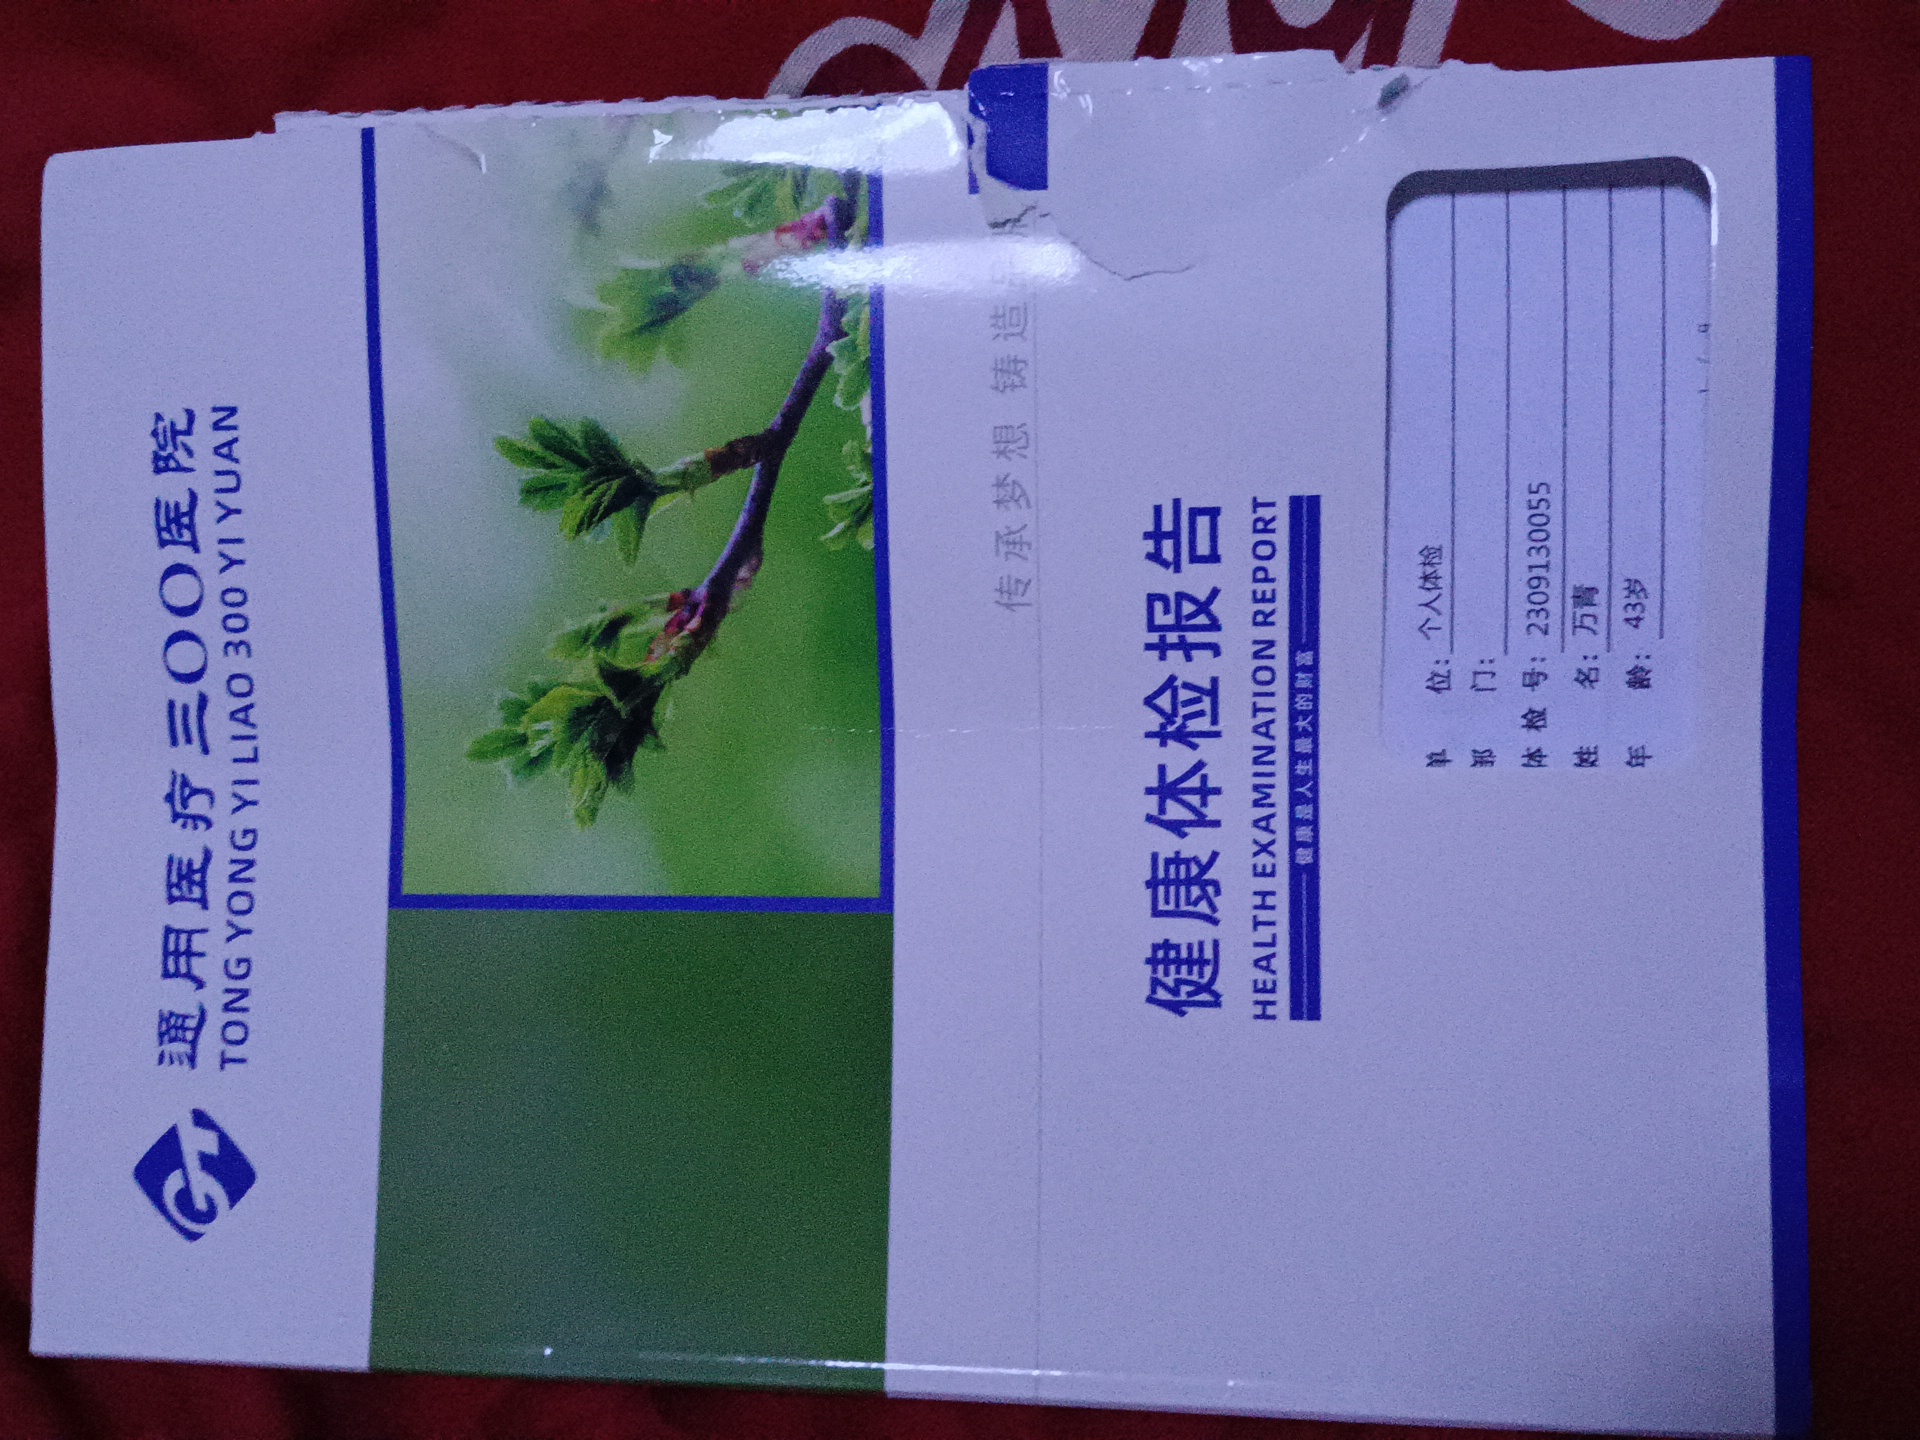 通用医疗三〇〇医院
TONG YONG YI LIAO 300 YI YUAN
传承梦想 铸造
健康体检报告
HEALTH EXAMINATION REPORT
健康是人生最大的财富
单 位: 个人体检
部 门:
体 检 号: 2309130055
姓 名: 万青
年 龄: 43岁